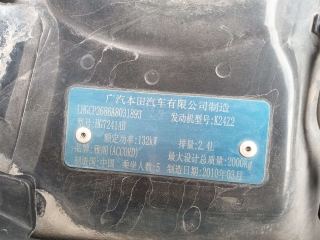 广汽本田汽车有限公司制造
LHGCP2686A8031893
发动机型号:K24Z2
型号:HG7241AB
额定功率:132kW
排量:2.4L
品牌:雅阁(ACCORD)
最大设计总质量:2000kg
制造国:中国 乘坐人数:5 制造日期:2010年03月